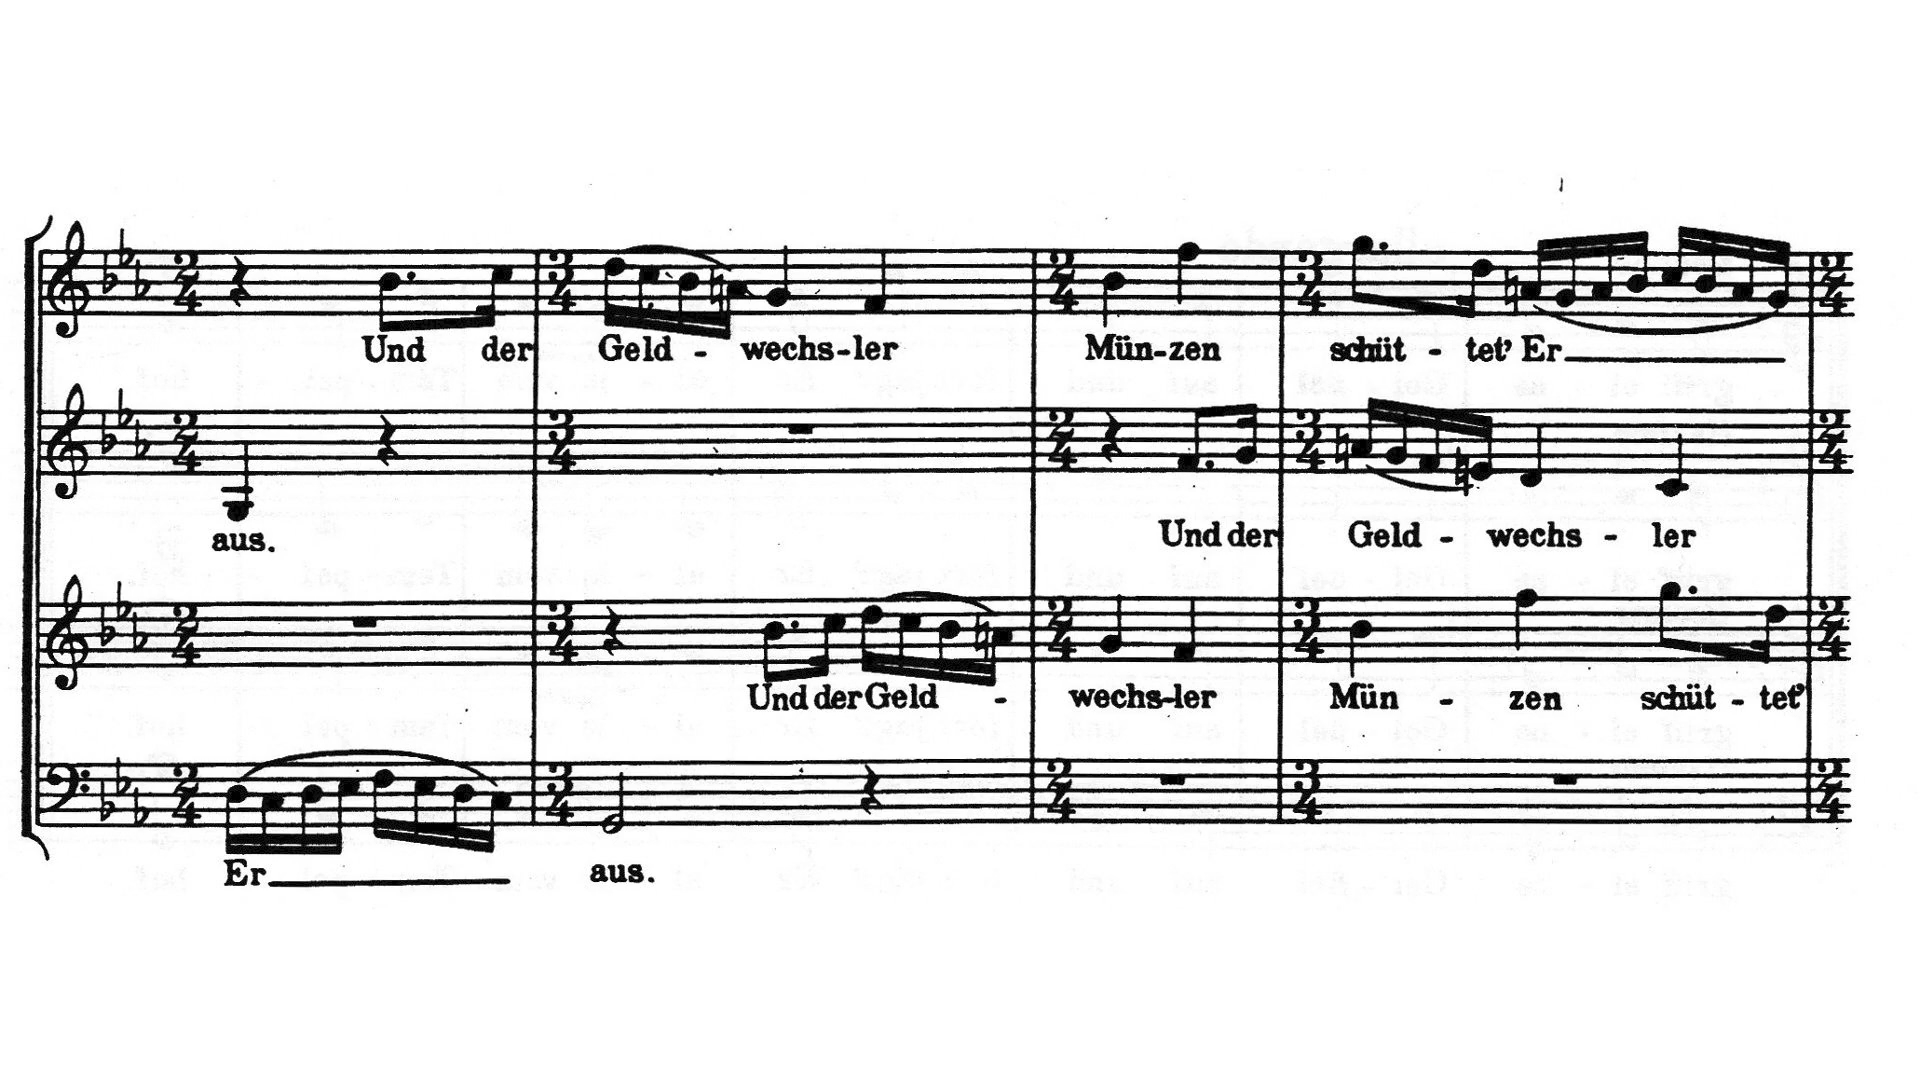 Und der Geld - wechs-ler Mün-zen schüt - tet' Er
aus. Und der Geld - wechs - ler
Und der Geld - wechs-ler Mün - zen schüt - tet'
Er aus.